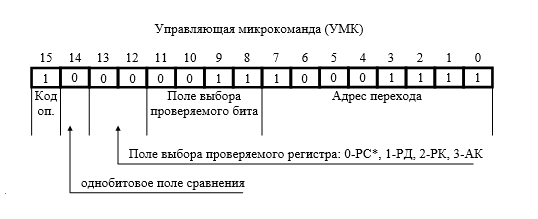 Управляющая микрокоманда (УМК)
15 14 13 12 11 10 9 8 7 6 5 4 3 2 1 0
1 0 0 0 0 0 1 1 1 0 0 0 1 1 1 1
Код оп. Поле выбора проверяемого бита Адрес перехода
Поле выбора проверяемого регистра: 0-РС*, 1-РД, 2-РК, 3-АК
однобитовое поле сравнения